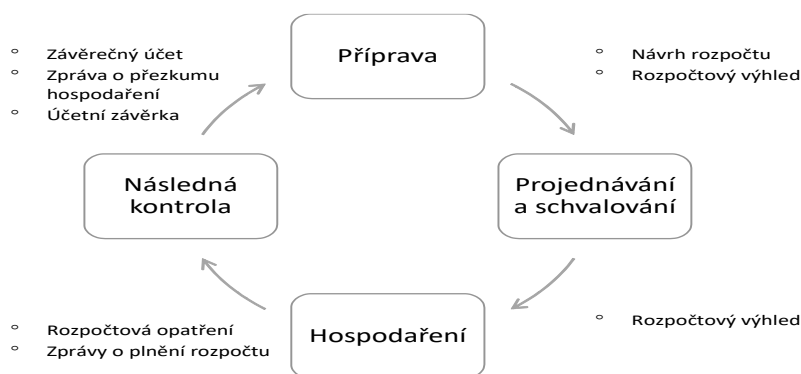 Příprava
° Závěrečný účet
° Zpráva o přezkumu
hospodaření
° Účetní závěrka
° Návrh rozpočtu
° Rozpočtový výhled
Následná
kontrola
Projednávání
a schvalování
Hospodaření
° Rozpočtová opatření
° Zprávy o plnění rozpočtu
° Rozpočtový výhled